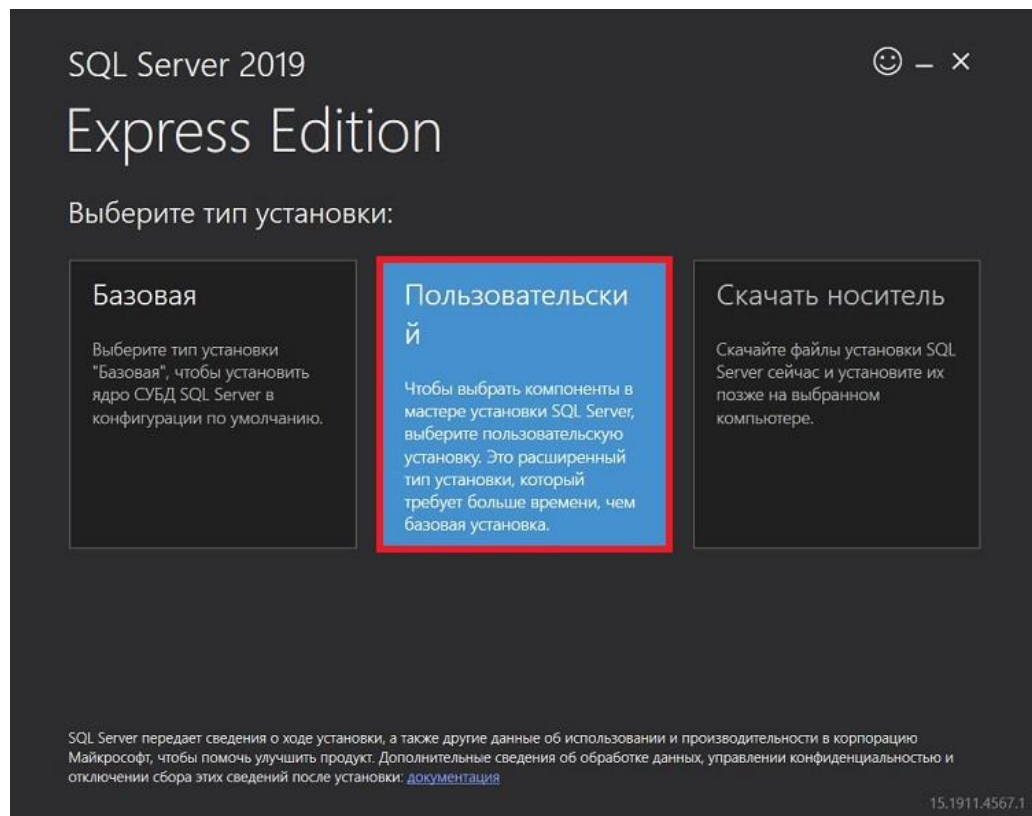 SQL Server 2019
Express Edition
Выберите тип установки:
Базовая
Выберите тип установки
"Базовая", чтобы установить
ядро СУБД SQL Server в
конфигурации по умолчанию.
Пользовательски
й
Чтобы выбрать компоненты в
мастере установки SQL Server,
выберите пользовательскую
установку. Это расширенный
тип установки, который
требует больше времени, чем
базовая установка.
Скачать носитель
Скачайте файлы установки SQL
Server сейчас и установите их
позже на выбранном
компьютере.
SQL Server передает сведения о ходе установки, а также другие данные об использовании и производительности в корпорацию
Майкрософт, чтобы помочь улучшить продукт. Дополнительные сведения об обработке данных, управлении конфиденциальностью и
отключении сбора этих сведений после установки: документация
15.1911.4567.1